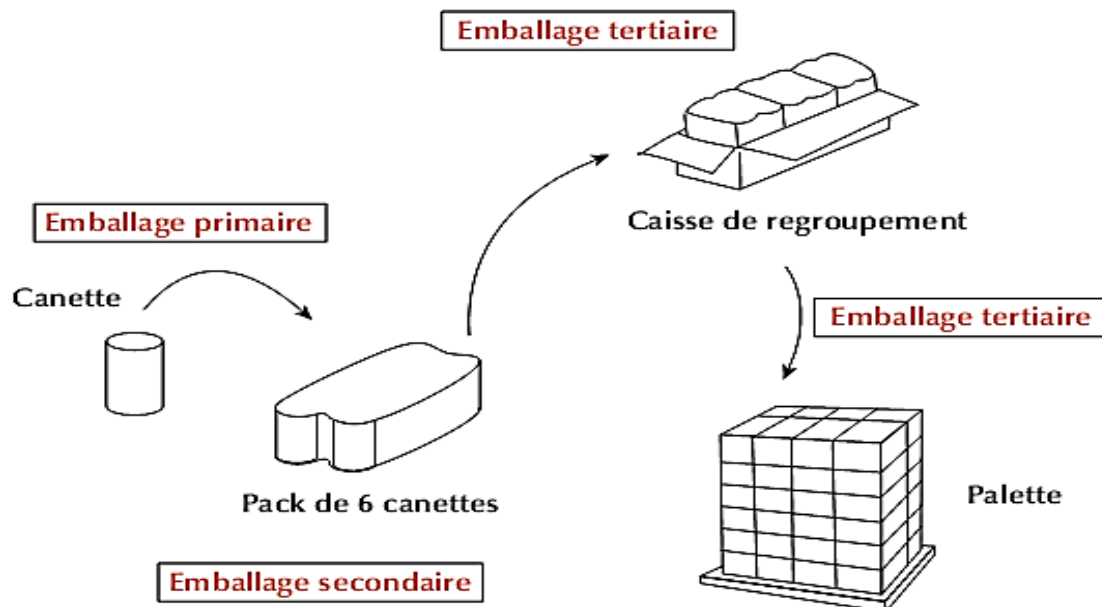 Emballage tertiaire
Emballage primaire
Canette
Caisse de regroupement
Emballage tertiaire
Pack de 6 canettes
Palette
Emballage secondaire